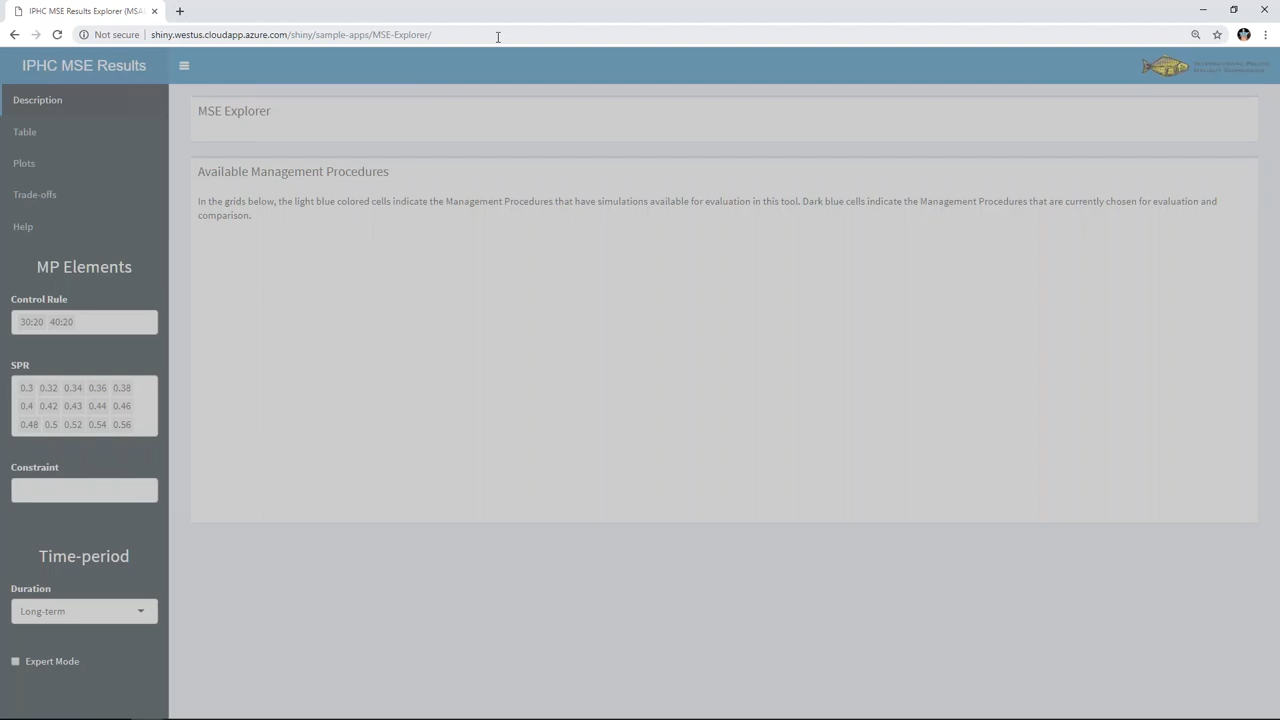 IPHC MSE Results Explorer (MSA
Not secure shiny.westus.cloudapp.azure.com/shiny/sample-apps/MSE-Explorer/
IPHC MSE Results
INTERNATIONAL PACIFIC
HALIBUT COMMISSION
Description
Table
Plots
Trade-offs
Help
MP Elements
Control Rule
30:20 40:20
SPR
0.3 0.32 0.34 0.36 0.38
0.4 0.42 0.43 0.44 0.46
0.48 0.5 0.52 0.54 0.56
Constraint
Time-period
Duration
Long-term
Expert Mode
MSE Explorer
Available Management Procedures
In the grids below, the light blue colored cells indicate the Management Procedures that have simulations available for evaluation in this tool. Dark blue cells indicate the Management Procedures that are currently chosen for evaluation and
comparison.